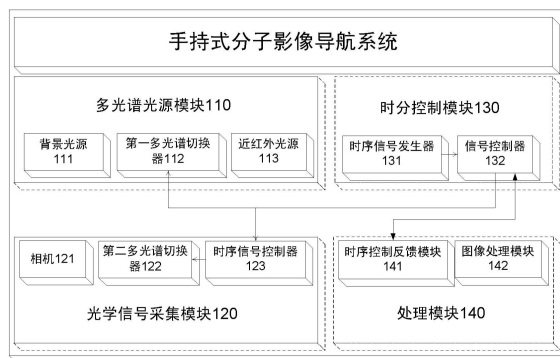 手持式分子影像导航系统
多光谱光源模块110
背景光源
111
第一多光谱切换
器112
近红外光源
113
时分控制模块130
时序信号发生器
131
信号控制器
132
相机121
第二多光谱切换
器122
时序信号控制器
123
光学信号采集模块120
时序控制反馈模块
141
图像处理模块
142
处理模块140